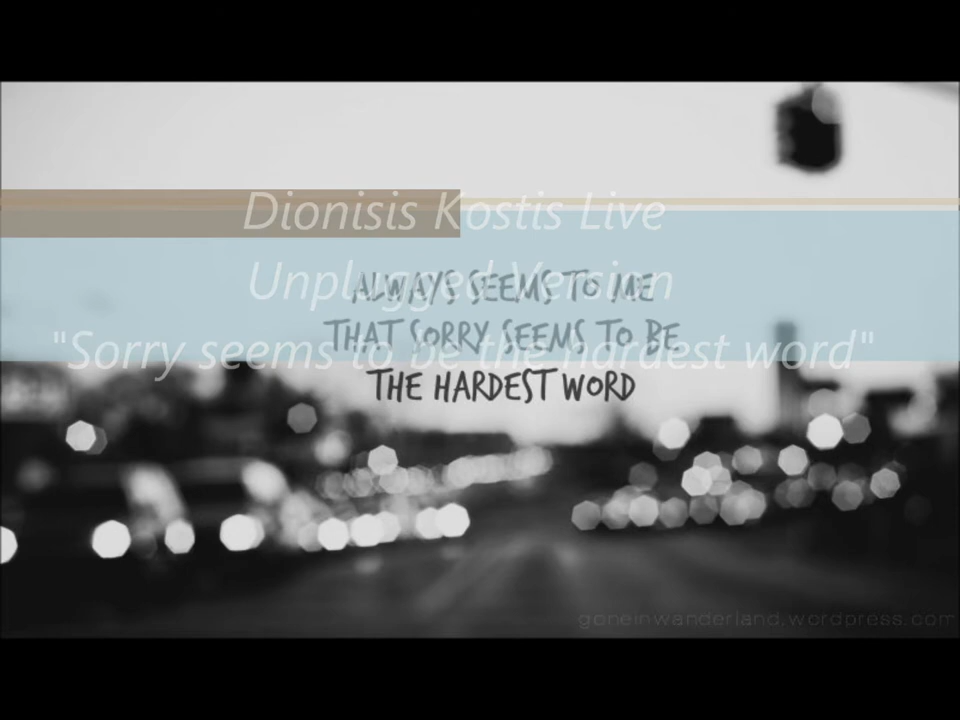 Dionisis Kostis Live
Unplugged Version
"Sorry seems to be the hardest word"
ALWAYS SEEMS TO ME
THAT SORRY SEEMS TO BE
THE HARDEST WORD
goneinwanderland.wordpress.com